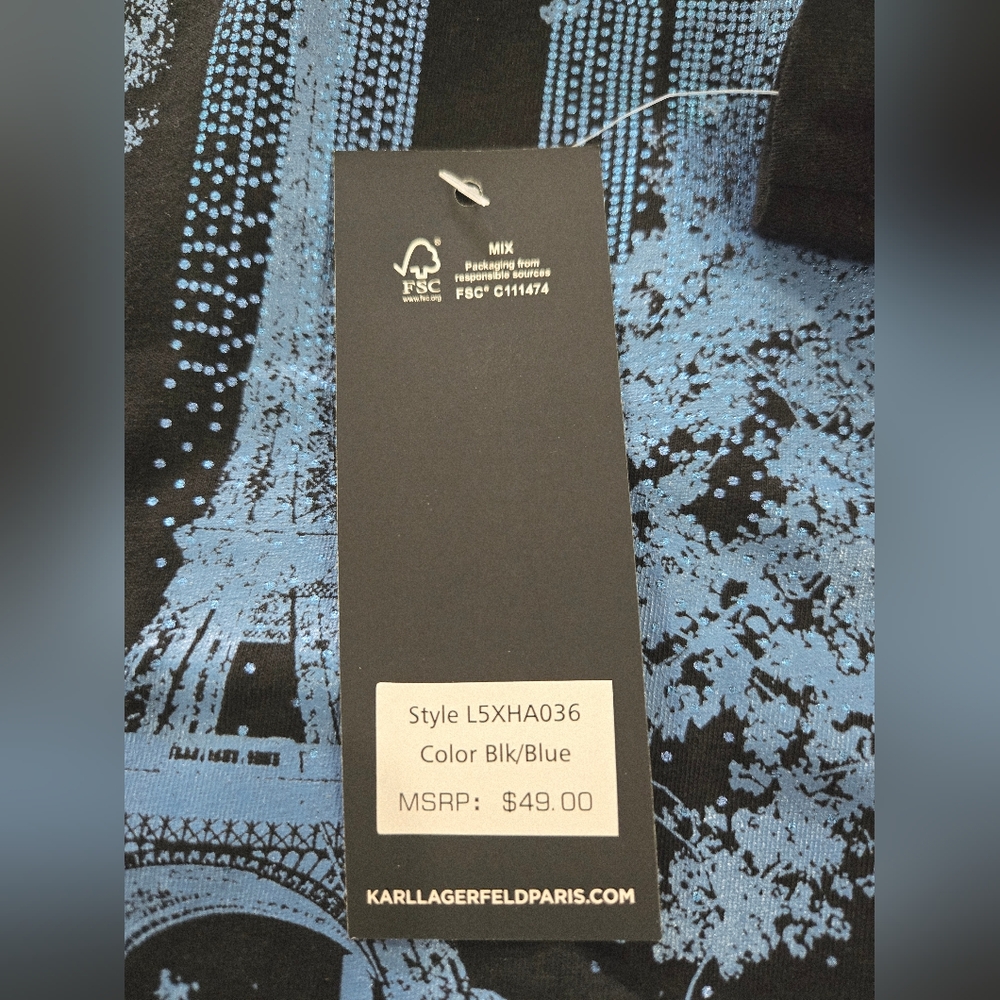 MIX
Packaging from
responsible sources
FSC® C111474
FSC®
www.fsc.org
Style L5XHA036
Color Blk/Blue
MSRP: $49.00
KARLLAGERFELDPARIS.COM